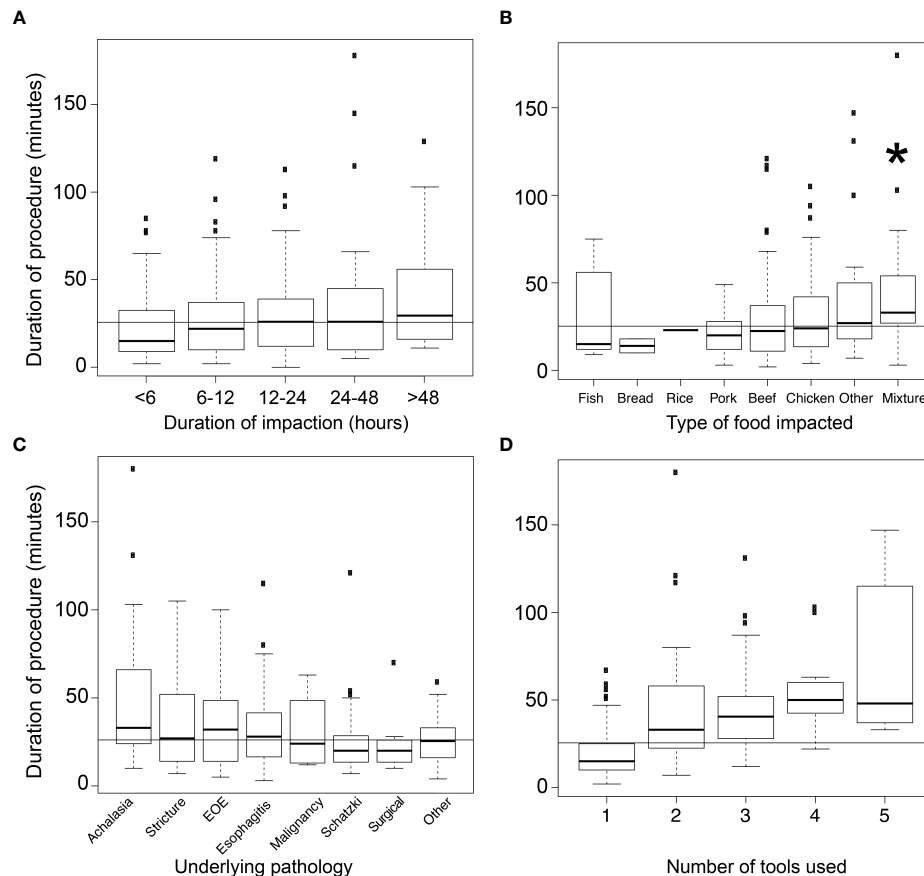 A
Duration of procedure (minutes)
150
100
50
0
<6 6-12 12-24 24-48 >48
Duration of impaction (hours)
B
150
100
50
0
*
Fish Bread Rice Pork Beef Chicken Other Mixture
Type of food impacted
C
Duration of procedure (minutes)
150
100
50
0
Achalasia Stricture EOE Esophagitis Malignancy Schatzki Surgical Other
Underlying pathology
D
150
100
50
0
1 2 3 4 5
Number of tools used